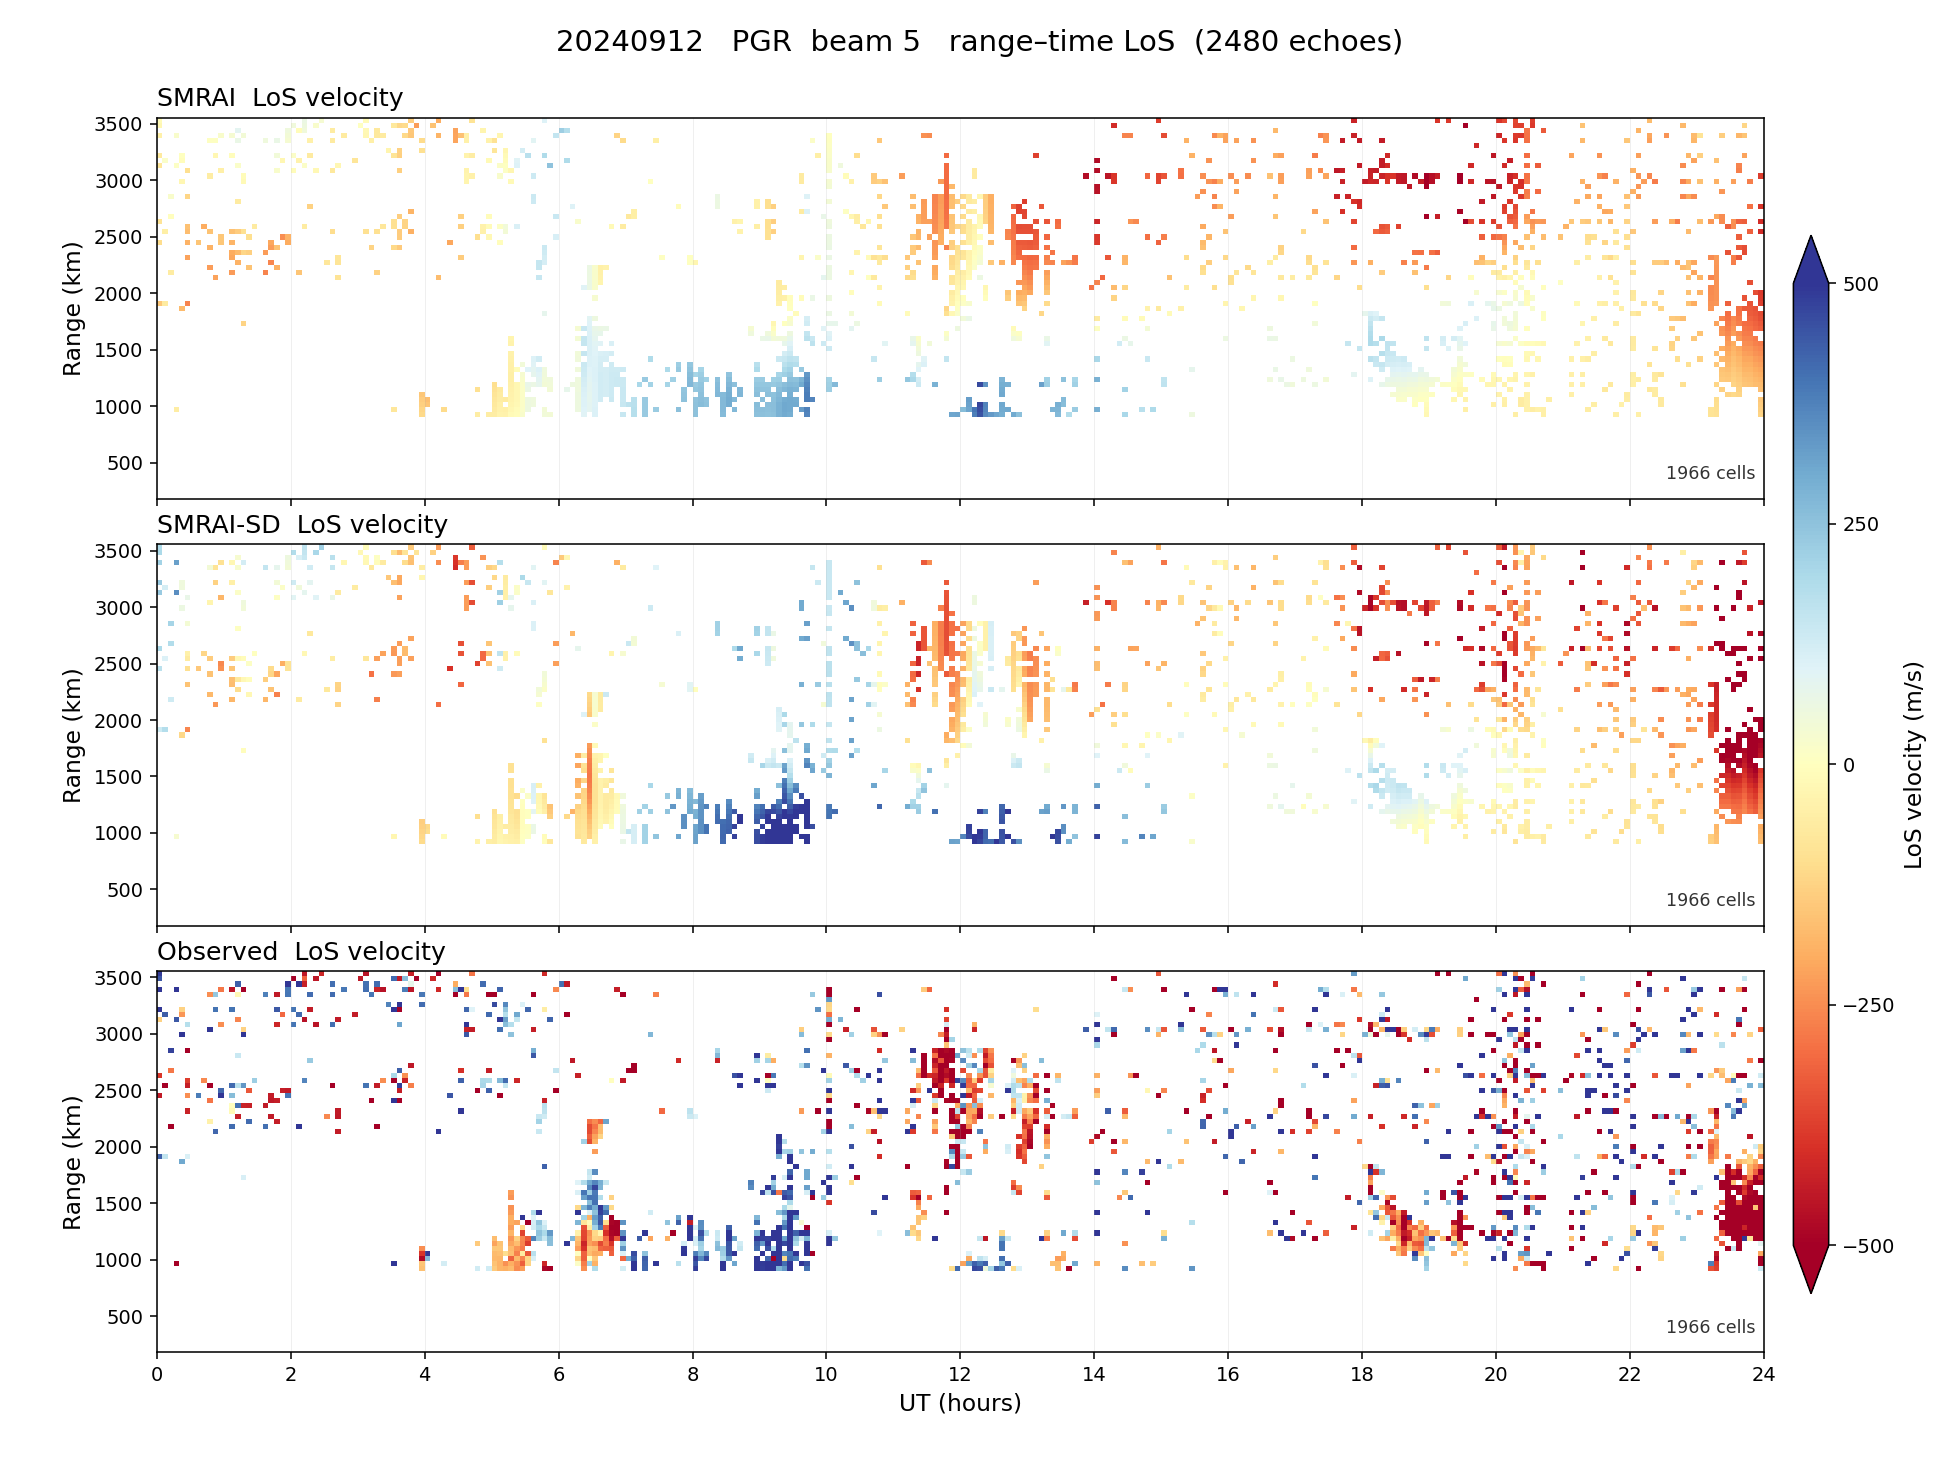 20240912   PGR  beam 5   range–time LoS  (2480 echoes)
SMRAI  LoS velocity
3500
3000
2500
2000
1500
1000
500
Range (km)
1966 cells
SMRAI-SD  LoS velocity
3500
3000
2500
2000
1500
1000
500
Range (km)
1966 cells
Observed  LoS velocity
3500
3000
2500
2000
1500
1000
500
Range (km)
1966 cells
0 2 4 6 8 10 12 14 16 18 20 22 24
UT (hours)
500
250
0
−250
−500
LoS velocity (m/s)